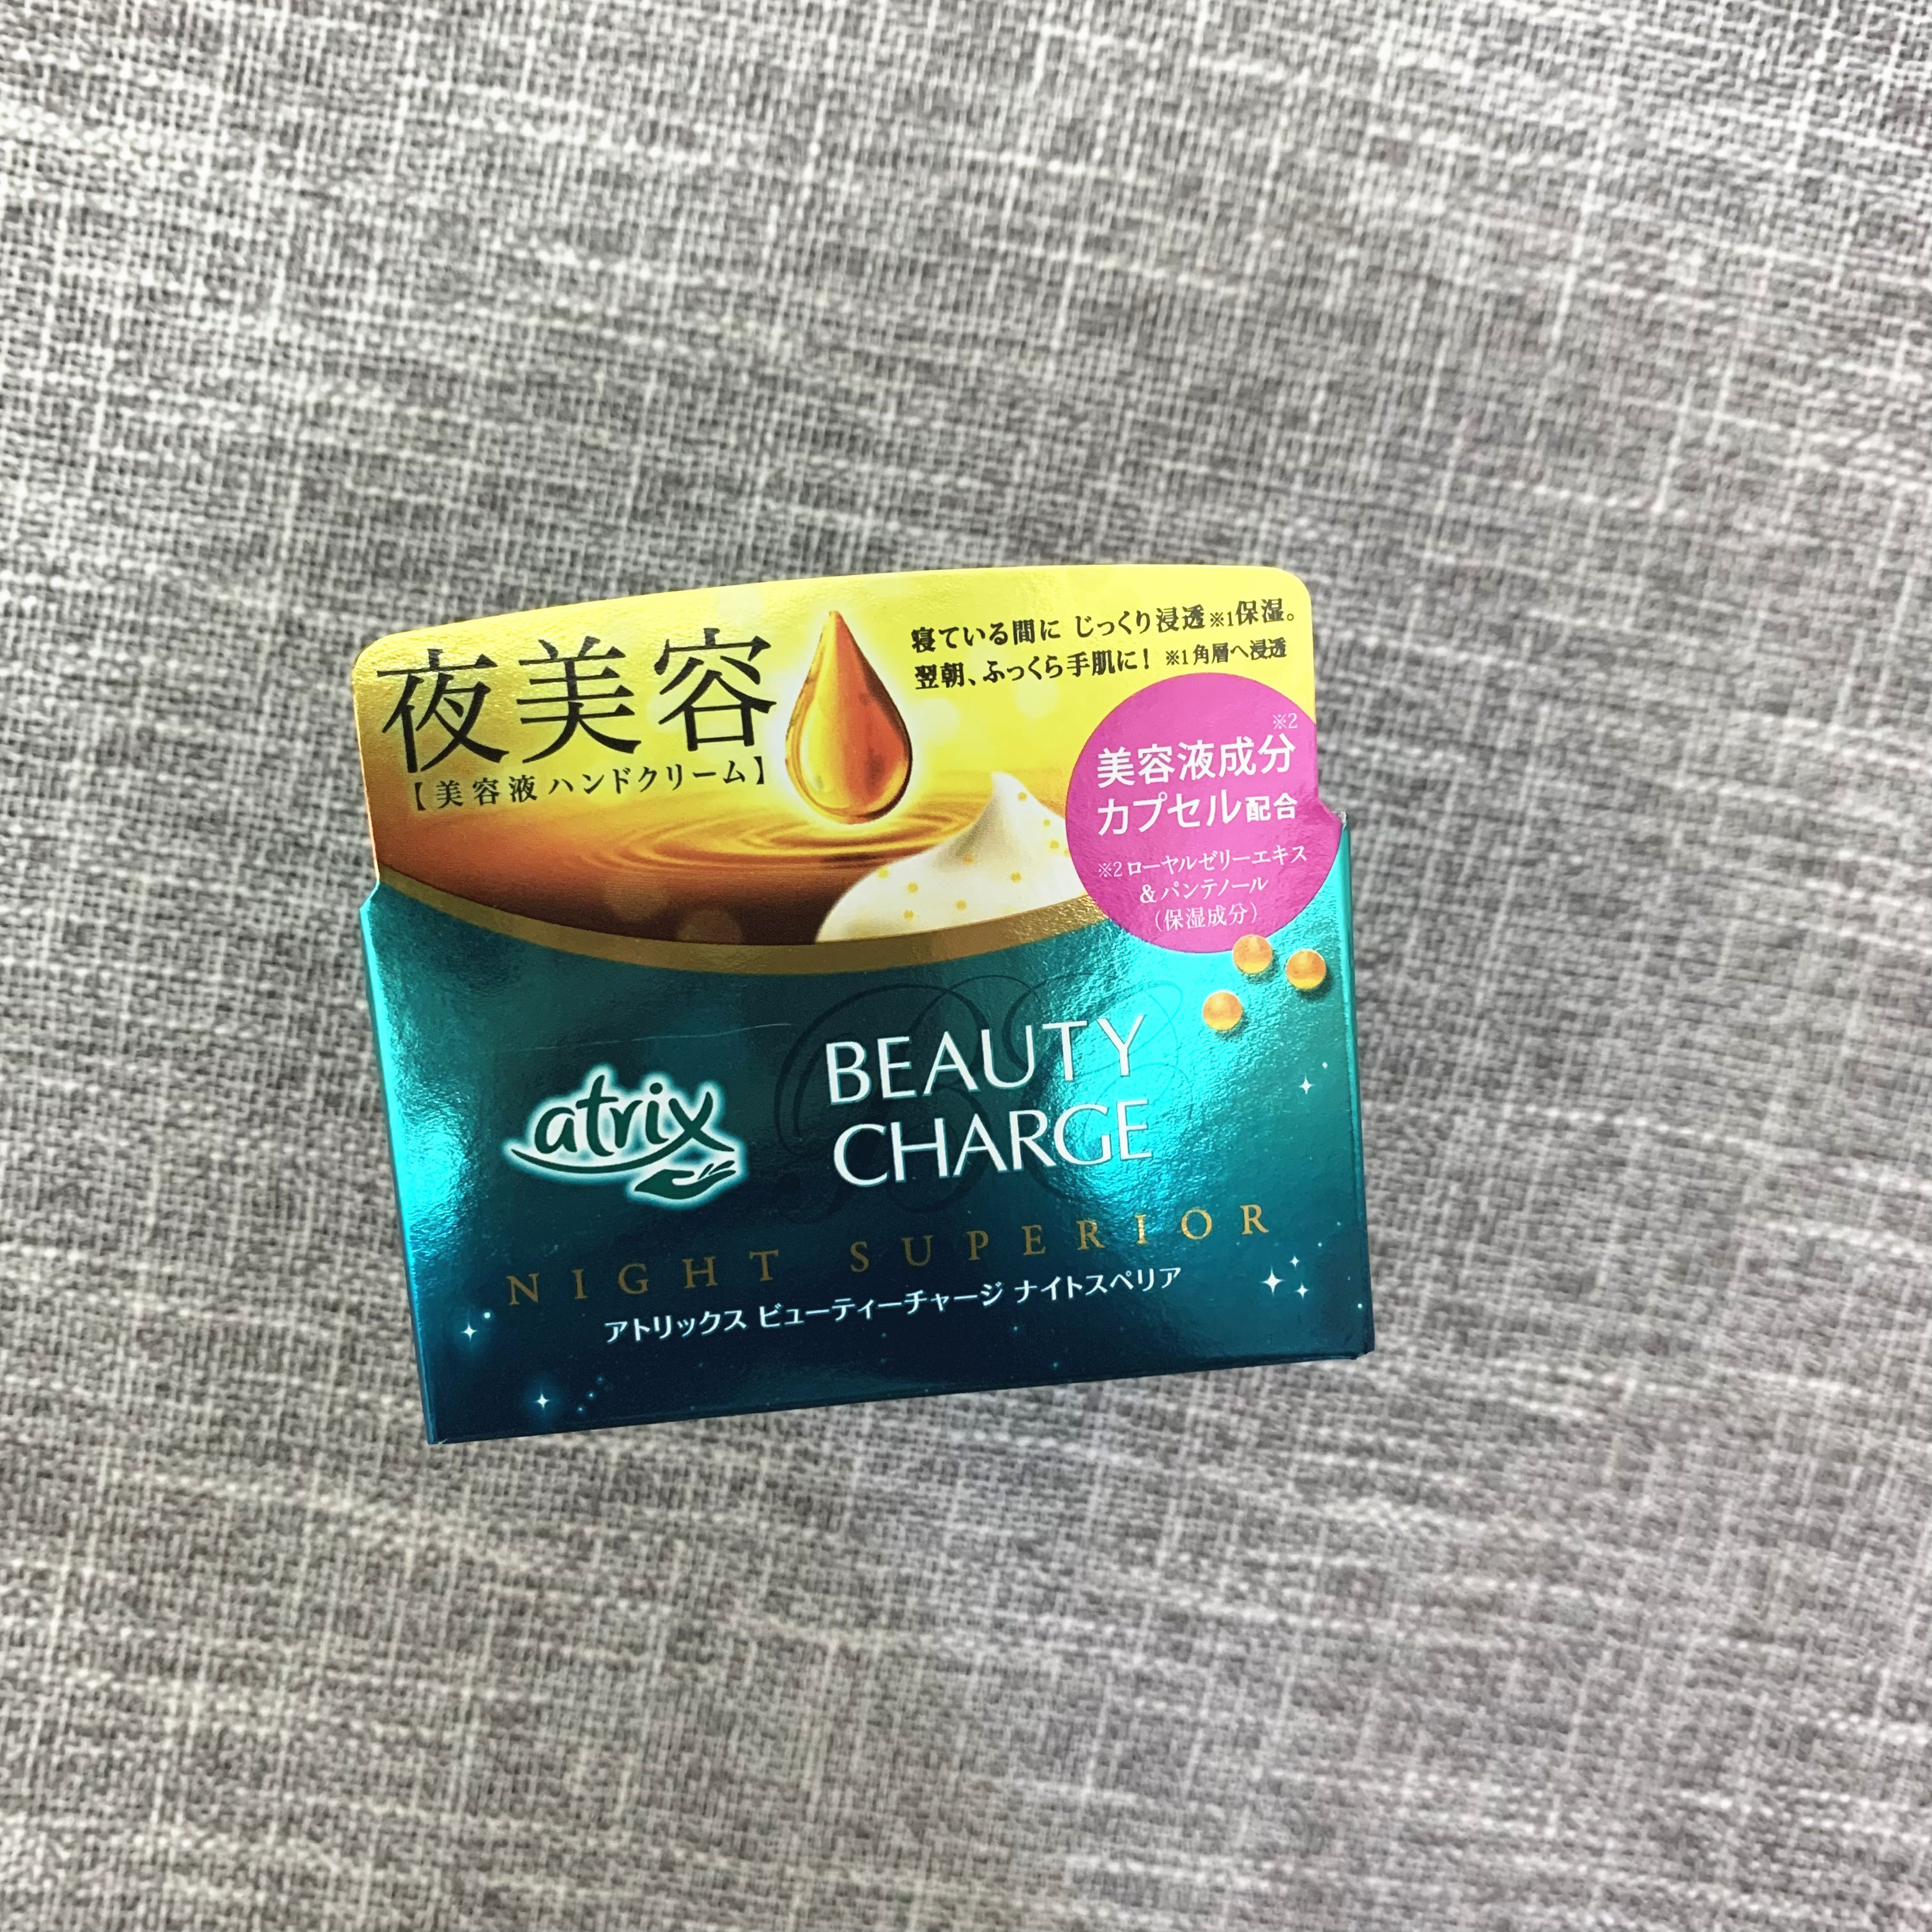 夜美容
【美容液 ハンドクリーム】
寝ている間に じっくり浸透※1保湿。
翌朝、ふっくら手肌に！ ※1角層へ浸透
※2
美容液成分
カプセル配合
※2 ローヤルゼリーエキス
＆パンテノール
（保湿成分）
atrix
BEAUTY
CHARGE
NIGHT SUPERIOR
アトリックス ビューティーチャージ ナイトスペリア